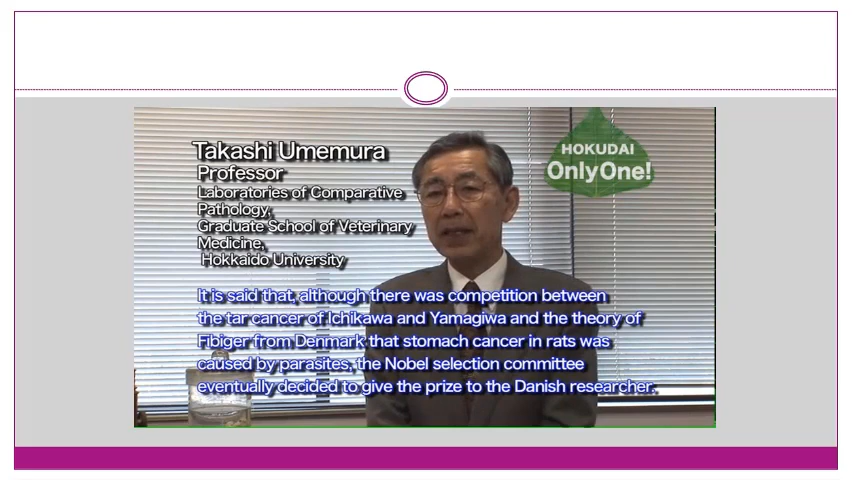 Takashi Umemura
Professor
Laboratories of Comparative
Pathology,
Graduate School of Veterinary
Medicine,
Hokkaido University
HOKUDAI
OnlyOne!
It is said that, although there was competition between
the tar cancer of Ichikawa and Yamagiwa and the theory of
Fibiger from Denmark that stomach cancer in rats was
caused by parasites, the Nobel selection committee
eventually decided to give the prize to the Danish researcher.